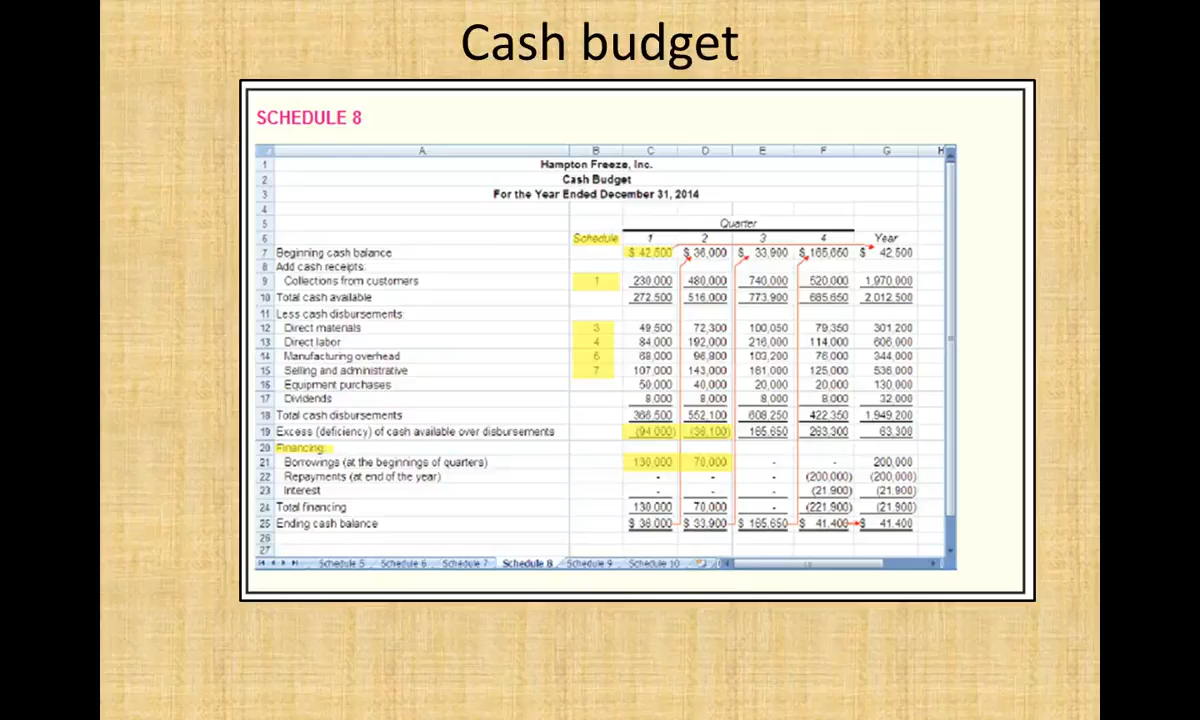 Cash budget
SCHEDULE 8
A B C D E F G H
1 Hampton Freeze, Inc.
2 Cash Budget
3 For the Year Ended December 31, 2014
4
5 Quarter
6 Schedule 1 2 3 4 Year
7 Beginning cash balance $ 42,500 $ 36,000 $ 33,900 $ 165,650 $ 42,500
8 Add cash receipts:
9 Collections from customers 1 230,000 480,000 740,000 520,000 1,970,000
10 Total cash available 272,500 516,000 773,900 685,650 2,012,500
11 Less cash disbursements
12 Direct materials 3 49,500 72,300 100,050 79,350 301,200
13 Direct labor 4 84,000 192,000 216,000 114,000 606,000
14 Manufacturing overhead 5 68,000 96,800 103,200 76,000 344,000
15 Selling and administrative 7 107,000 143,000 161,000 125,000 536,000
16 Equipment purchases 50,000 40,000 20,000 20,000 130,000
17 Dividends 8,000 8,000 8,000 8,000 32,000
18 Total cash disbursements 366,500 552,100 608,250 422,350 1,949,200
19 Excess (deficiency) of cash available over disbursements (94,000) (36,100) 165,650 263,300 63,300
20 Financing:
21 Borrowings (at the beginnings of quarters) 130,000 70,000 - - 200,000
22 Repayments (at end of the year) - - - (200,000) (200,000)
23 Interest - - - (21,900) (21,900)
24 Total financing 130,000 70,000 - (221,900) (21,900)
25 Ending cash balance $ 36,000 $ 33,900 $ 165,650 $ 41,400 $ 41,400
26
27
Schedule 5 Schedule 6 Schedule 7 Schedule 8 Schedule 9 Schedule 10